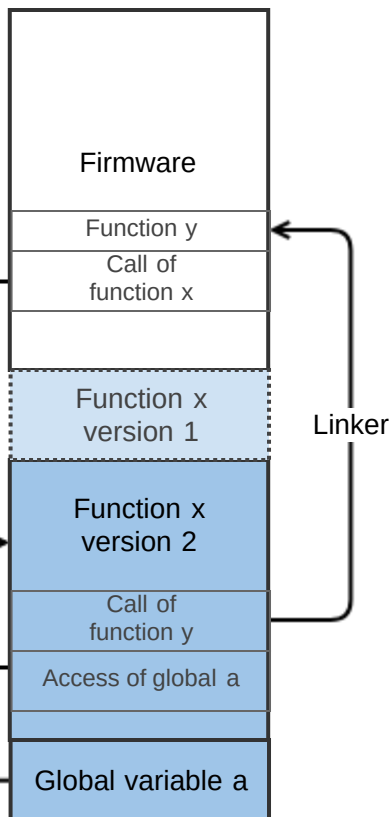 Firmware
Function y
Call of
function x
Function x
version 1
Linker
Function x
version 2
Call of
function y
Access of global a
Global variable a